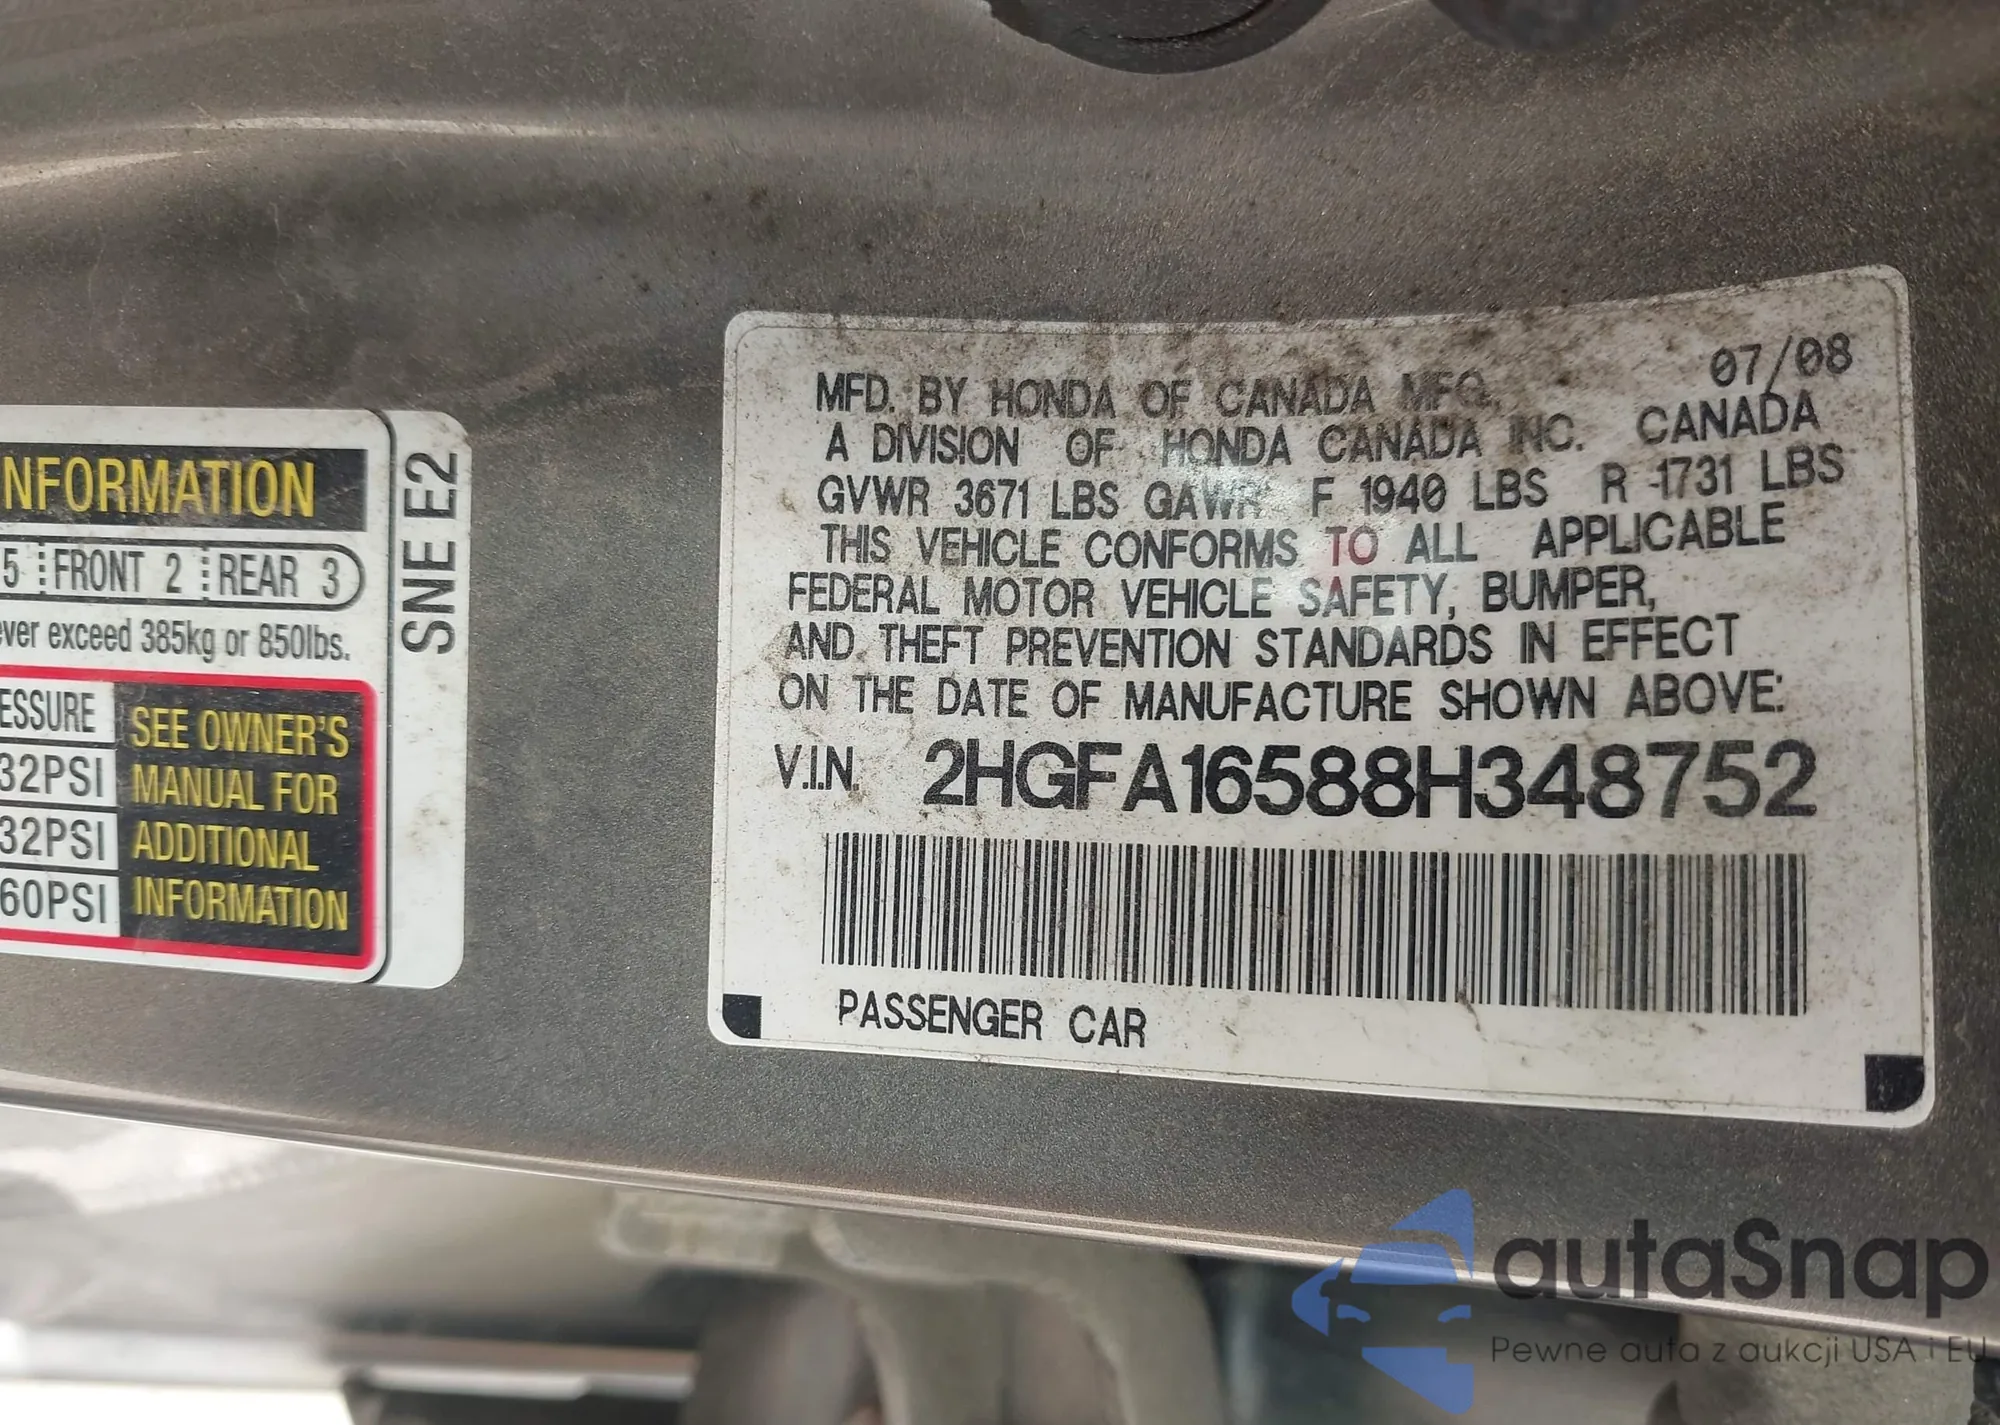 NFORMATION
5 FRONT 2 REAR 3
ver exceed 385kg or 850lbs.
ESSURE
32PSI
32PSI
60PSI
SEE OWNER'S
MANUAL FOR
ADDITIONAL
INFORMATION
SNE E2
07/08
MFD. BY HONDA OF CANADA MFG.
A DIVISION OF HONDA CANADA INC. CANADA
GVWR 3671 LBS GAWR F 1940 LBS R 1731 LBS
THIS VEHICLE CONFORMS TO ALL APPLICABLE
FEDERAL MOTOR VEHICLE SAFETY, BUMPER,
AND THEFT PREVENTION STANDARDS IN EFFECT
ON THE DATE OF MANUFACTURE SHOWN ABOVE:
V.I.N. 2HGFA16588H348752
PASSENGER CAR
autaSnap
Pewne auta z aukcji USA i EU